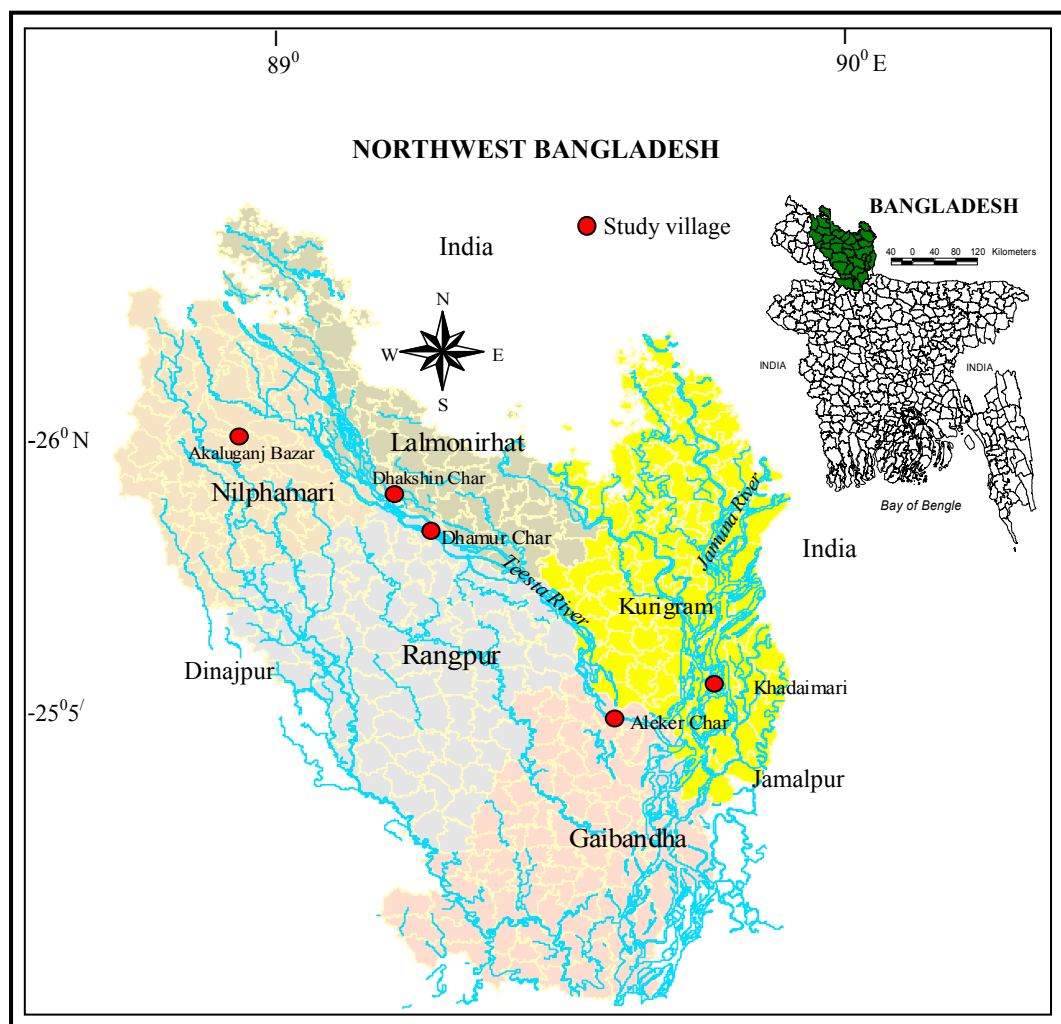 89⁰
90⁰ E
NORTHWEST BANGLADESH
Study village
India
BANGLADESH
40 0 40 80 120 Kilometers
N
W E
S
INDIA
INDIA
-26⁰ N
Akaluganj Bazar
Lalmonirhat
Dhakshin Char
Nilphamari
Dhamur Char
Bay of Bengle
Jamuna River
India
Teesta River
Kurigram
Rangpur
Dinajpur
Khadaimari
-25⁰5/
Aleker Char
Jamalpur
Gaibandha